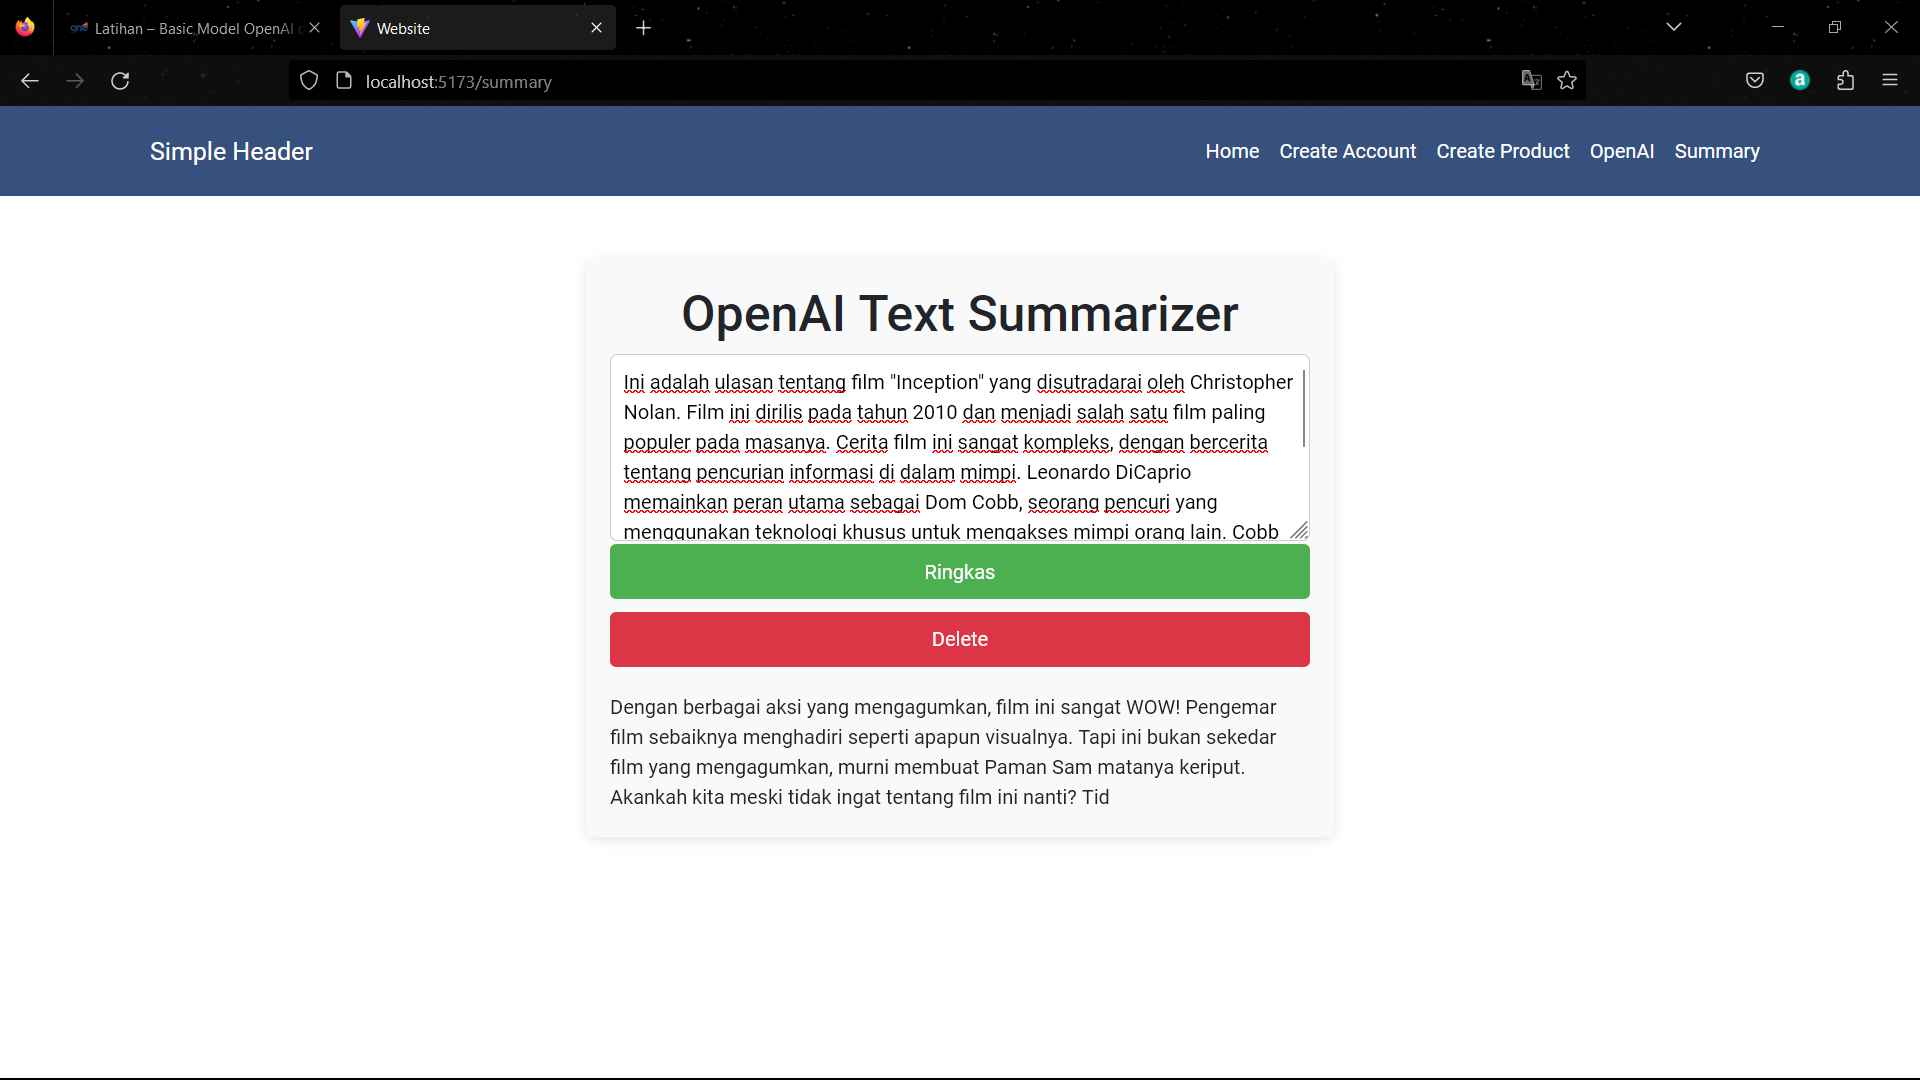 Latihan – Basic Model OpenAI
Website
localhost:5173/summary
Simple Header
Home Create Account Create Product OpenAI Summary
OpenAI Text Summarizer
Ini adalah ulasan tentang film "Inception" yang disutradarai oleh Christopher
Nolan. Film ini dirilis pada tahun 2010 dan menjadi salah satu film paling
populer pada masanya. Cerita film ini sangat kompleks, dengan bercerita
tentang pencurian informasi di dalam mimpi. Leonardo DiCaprio
memainkan peran utama sebagai Dom Cobb, seorang pencuri yang
menggunakan teknologi khusus untuk mengakses mimpi orang lain. Cobb
Ringkas
Delete
Dengan berbagai aksi yang mengagumkan, film ini sangat WOW! Pengemar
film sebaiknya menghadiri seperti apapun visualnya. Tapi ini bukan sekedar
film yang mengagumkan, murni membuat Paman Sam matanya keriput.
Akankah kita meski tidak ingat tentang film ini nanti? Tid